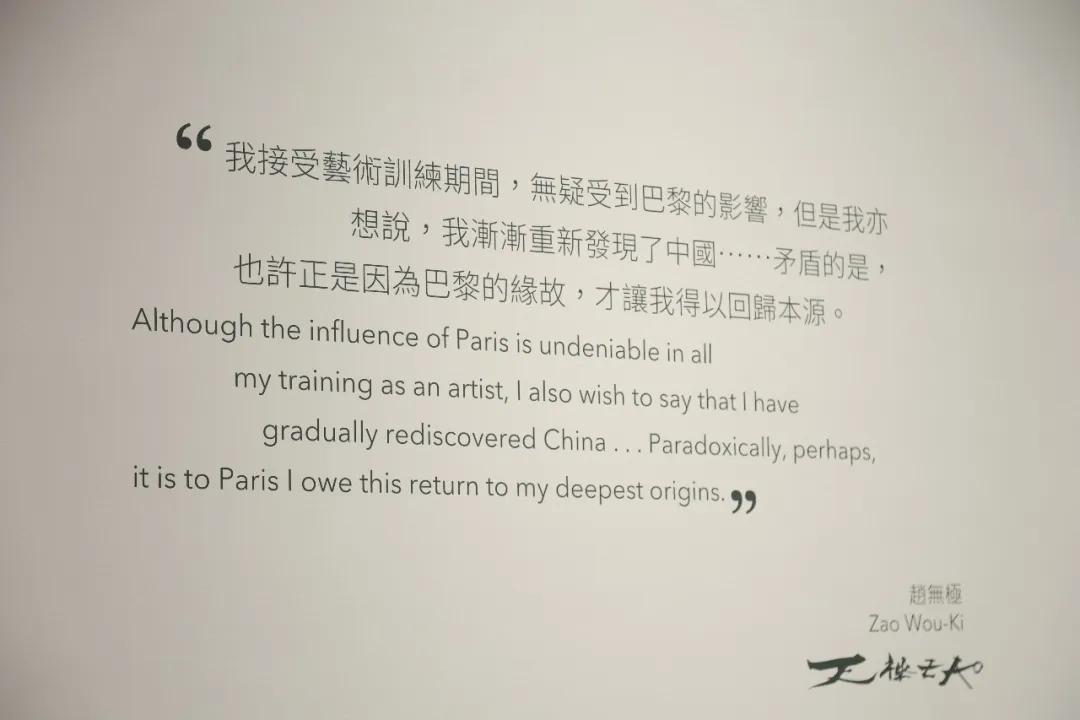 “ 我接受藝術訓練期間，無疑受到巴黎的影響，但是我亦
想說，我漸漸重新發現了中國⋯⋯矛盾的是，
也許正是因為巴黎的緣故，才讓我得以回歸本源。
Although the influence of Paris is undeniable in all
my training as an artist, I also wish to say that I have
gradually rediscovered China . . . Paradoxically, perhaps,
it is to Paris I owe this return to my deepest origins. ”
趙無極
Zao Wou-Ki